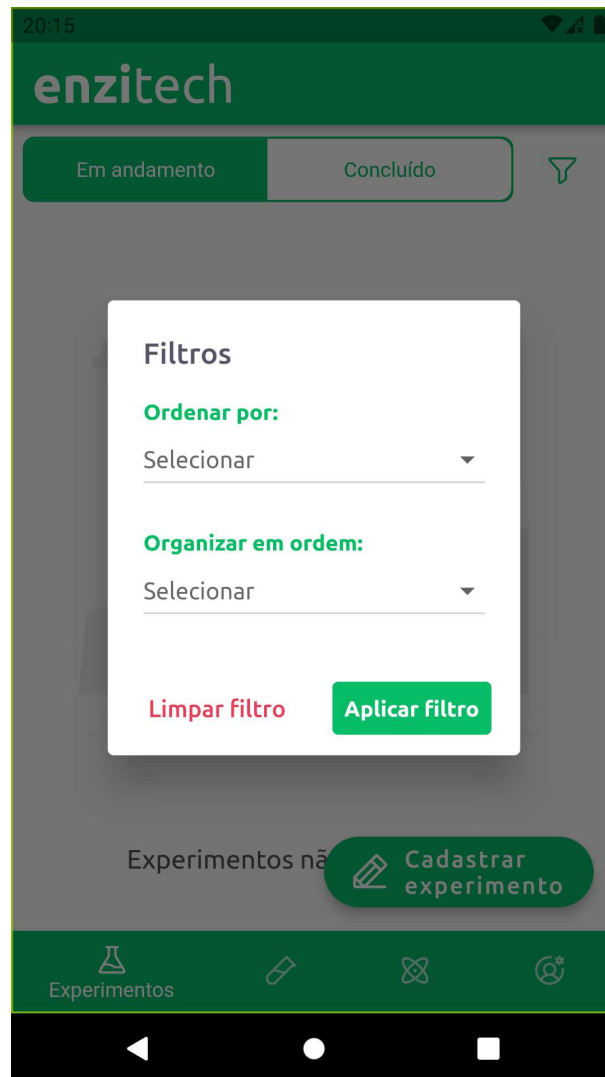 20:15
enzitech
Em andamento
Concluído
Filtros
Ordenar por:
Selecionar
Organizar em ordem:
Selecionar
Limpar filtro
Aplicar filtro
Experimentos nã
Cadastrar
experimento
Experimentos